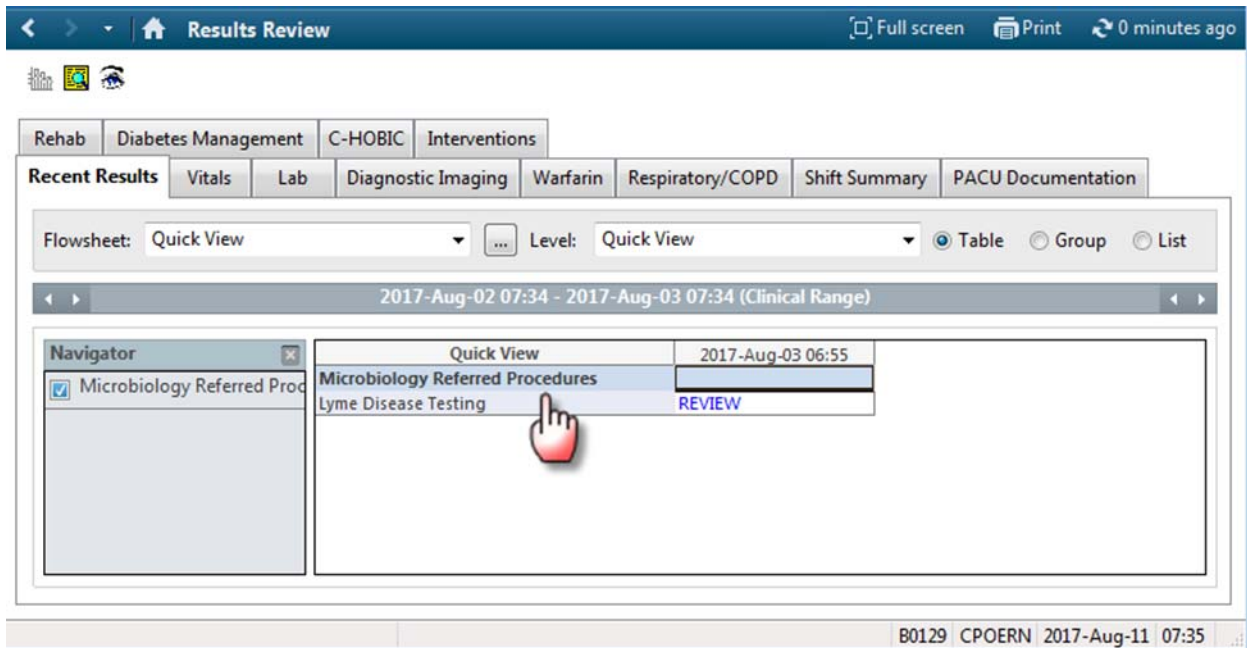 Results Review Full screen Print 0 minutes ago
Rehab Diabetes Management C-HOBIC Interventions
Recent Results Vitals Lab Diagnostic Imaging Warfarin Respiratory/COPD Shift Summary PACU Documentation
Flowsheet: Quick View ... Level: Quick View Table Group List
2017-Aug-02 07:34 - 2017-Aug-03 07:34 (Clinical Range)
Navigator Quick View 2017-Aug-03 06:55
Microbiology Referred Proc Microbiology Referred Procedures
Lyme Disease Testing REVIEW
B0129 CPOERN 2017-Aug-11 07:35